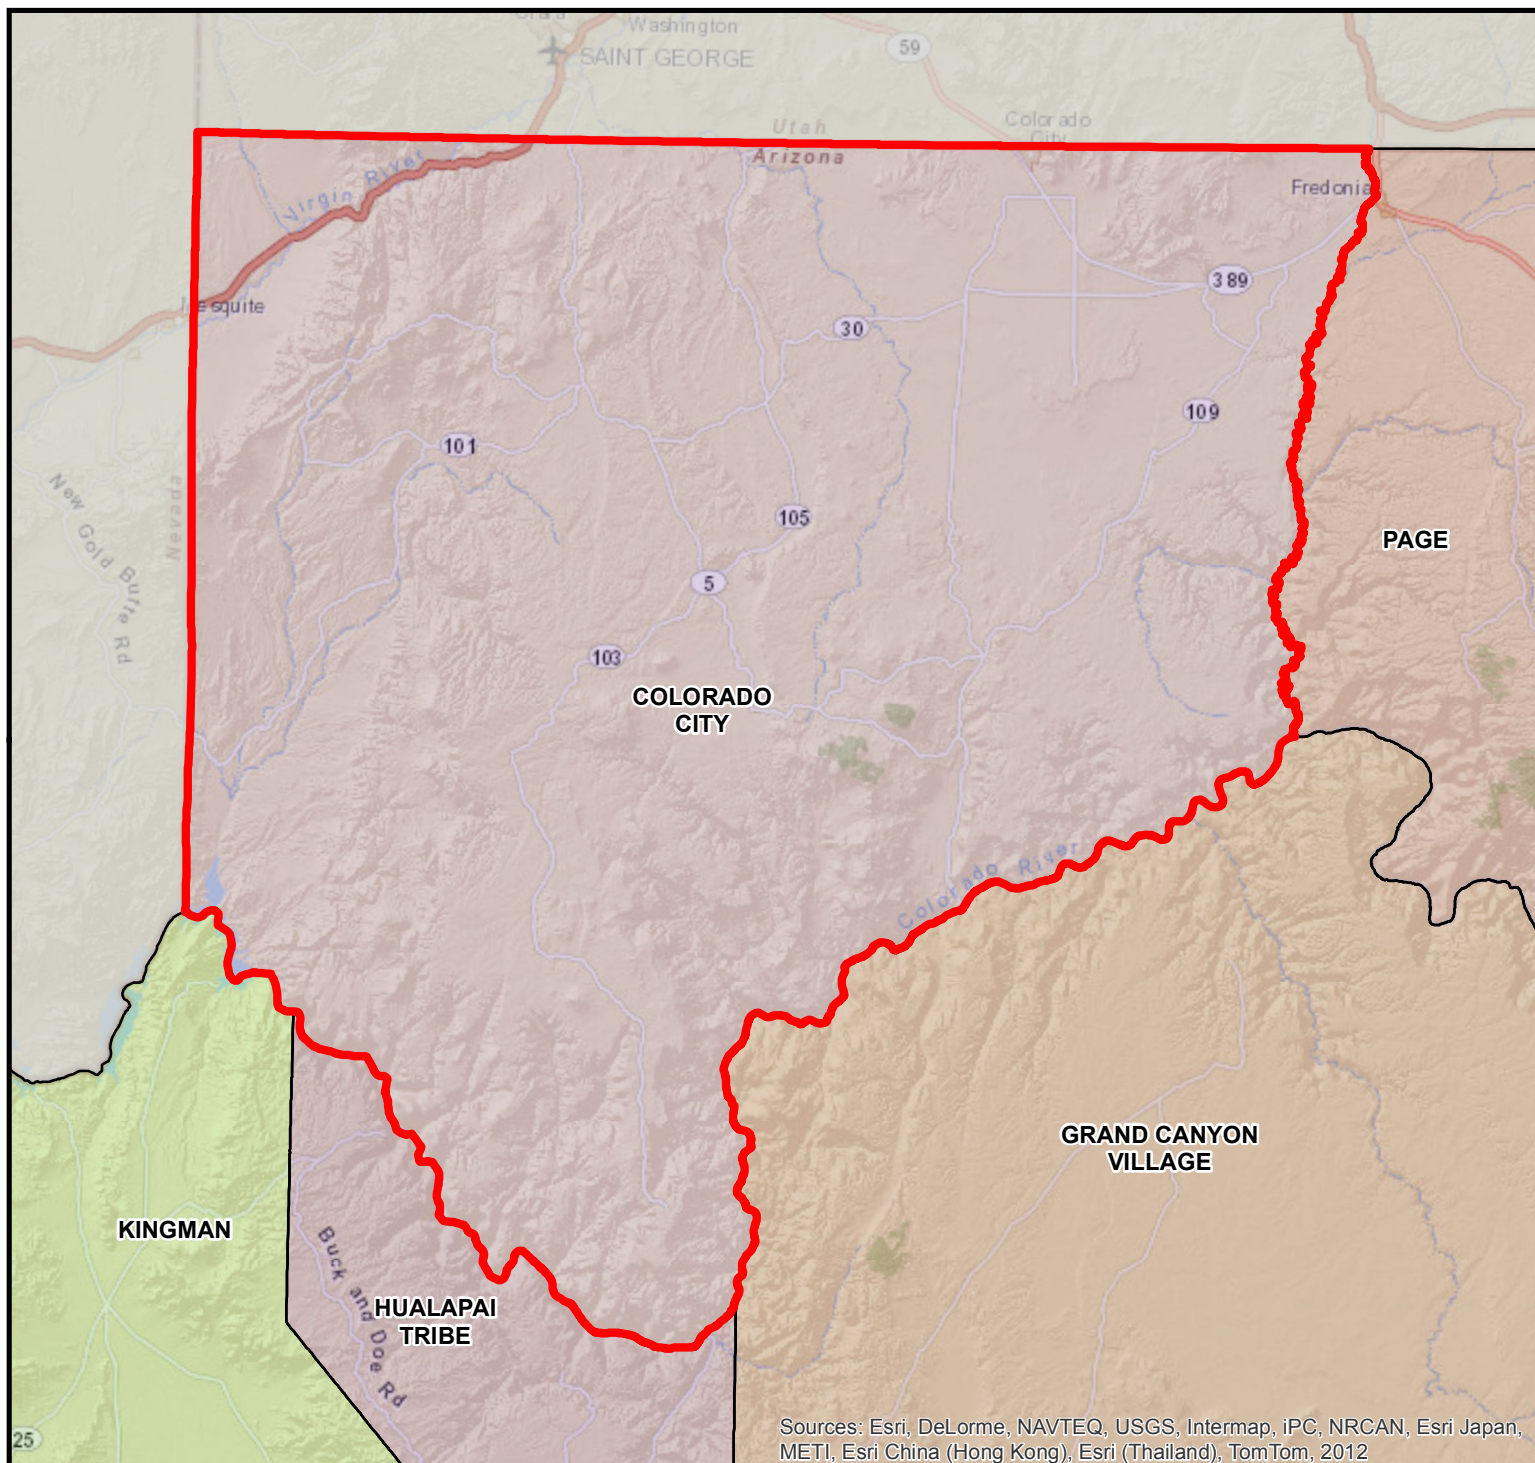 Washington
SAINT GEORGE
59
Colorado
City
Utah
Arizona
Virgin River
Fredonia
389
esquite
30
109
101
New Gold Butte Rd
Nevada
105
PAGE
5
103
COLORADO
CITY
Colorado River
GRAND CANYON
VILLAGE
KINGMAN
Buck and Doe Rd
HUALAPAI
TRIBE
25
Sources: Esri, DeLorme, NAVTEQ, USGS, Intermap, iPC, NRCAN, Esri Japan,
METI, Esri China (Hong Kong), Esri (Thailand), TomTom, 2012